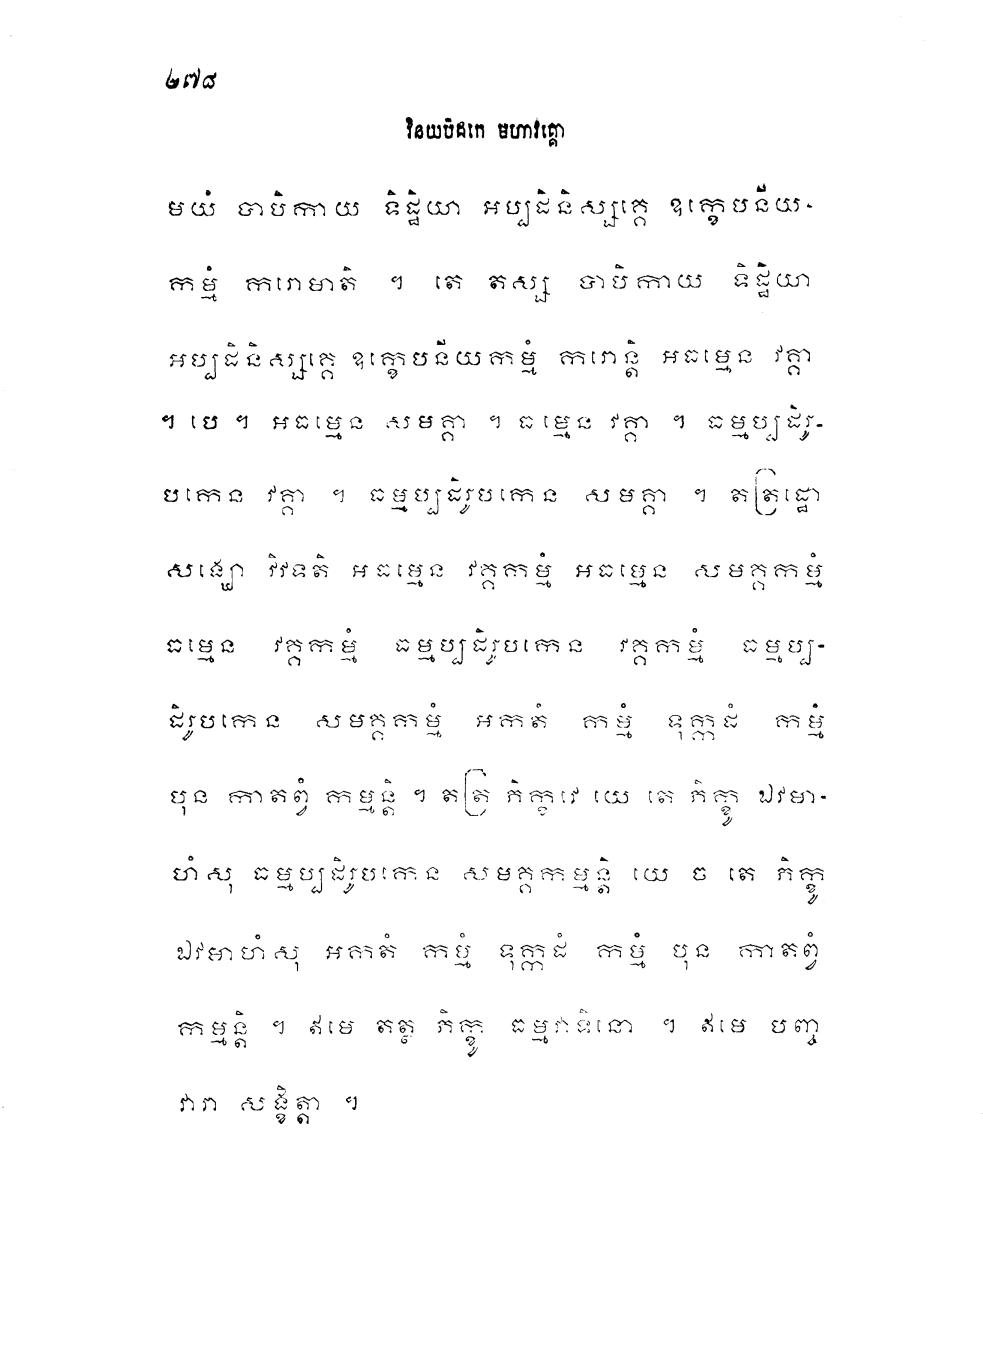 ២៧៨
វិនយបិដកេ មហាវគ្គោ
មយំ បាបិកាយ ទិដ្ឋិយា អប្បដិនិស្សគ្គេ ឧក្ខេបនីយ-
កម្មំ ករោមាតិ ។ តេ តស្ស បាបិកាយ ទិដ្ឋិយា
អប្បដិនិស្សគ្គេ ឧក្ខេបនីយកម្មំ ករោន្តិ អធម្មេន វគ្គា
។ បេ ។ អធម្មេន សមគ្គា ។ ធម្មេន វគ្គា ។ ធម្មប្បដិរូ-
បកេន វគ្គា ។ ធម្មប្បដិរូបកេន សមគ្គា ។ តត្រដ្ឋោ
សង្ឃោ វិវទតិ អធម្មេន វគ្គកម្មំ អធម្មេន សមគ្គកម្មំ
ធម្មេន វគ្គកម្មំ ធម្មប្បដិរូបកេន វគ្គកម្មំ ធម្មប្ប-
ដិរូបកេន សមគ្គកម្មំ អកតំ កម្មំ ទុក្កដំ កម្មំ
បុន កាតព្វំ កម្មន្តិ ។ តត្រ ភិក្ខវេ យេ តេ ភិក្ខូ ឯវមា-
ហំសុ ធម្មប្បដិរូបកេន សមគ្គកម្មន្តិ យេ ច តេ ភិក្ខូ
ឯវមាហំសុ អកតំ កម្មំ ទុក្កដំ កម្មំ បុន កាតព្វំ
កម្មន្តិ ។ ឥមេ តត្ថ ភិក្ខូ ធម្មវាទិនោ ។ ឥមេ បញ្ច
វារា សង្ខិត្តា ។